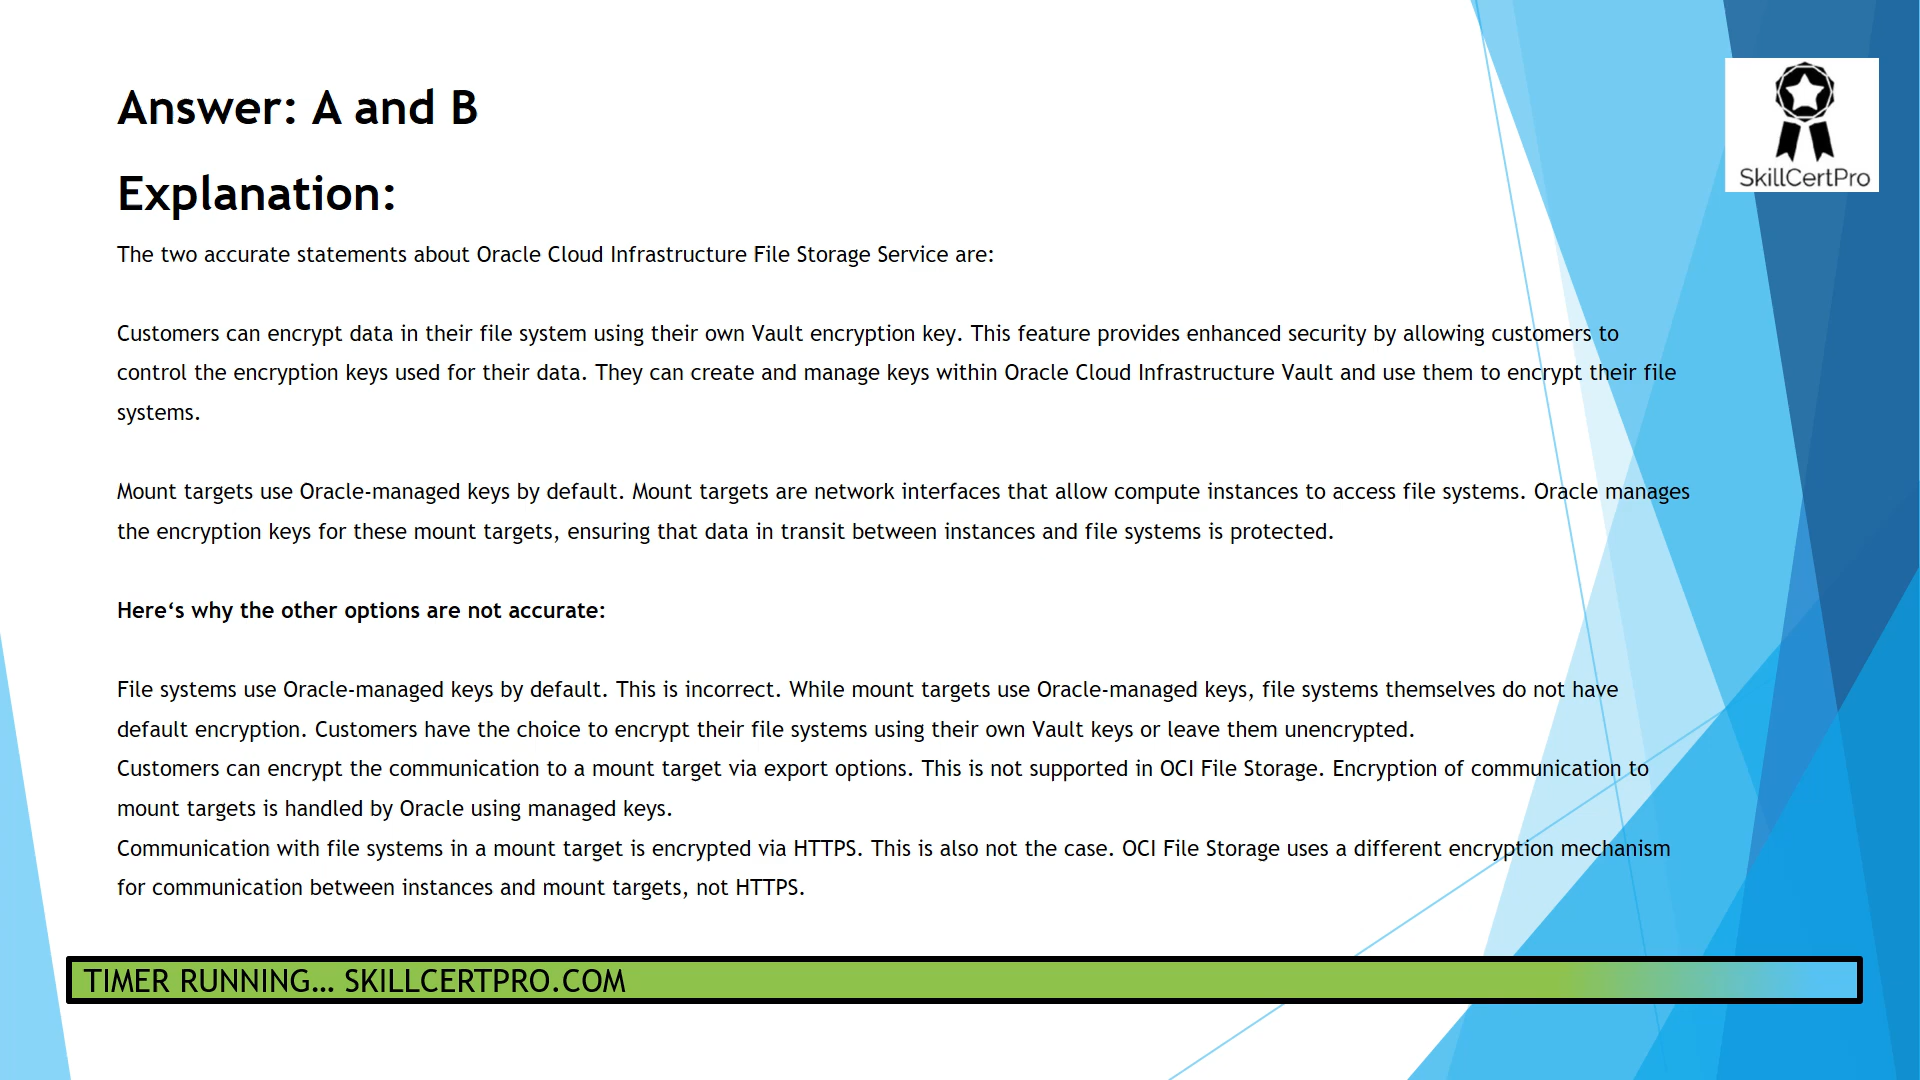 Answer: A and B
SkillCertPro
Explanation:
The two accurate statements about Oracle Cloud Infrastructure File Storage Service are:
Customers can encrypt data in their file system using their own Vault encryption key. This feature provides enhanced security by allowing customers to
control the encryption keys used for their data. They can create and manage keys within Oracle Cloud Infrastructure Vault and use them to encrypt their file
systems.
Mount targets use Oracle-managed keys by default. Mount targets are network interfaces that allow compute instances to access file systems. Oracle manages
the encryption keys for these mount targets, ensuring that data in transit between instances and file systems is protected.
Here‘s why the other options are not accurate:
File systems use Oracle-managed keys by default. This is incorrect. While mount targets use Oracle-managed keys, file systems themselves do not have
default encryption. Customers have the choice to encrypt their file systems using their own Vault keys or leave them unencrypted.
Customers can encrypt the communication to a mount target via export options. This is not supported in OCI File Storage. Encryption of communication to
mount targets is handled by Oracle using managed keys.
Communication with file systems in a mount target is encrypted via HTTPS. This is also not the case. OCI File Storage uses a different encryption mechanism
for communication between instances and mount targets, not HTTPS.
TIMER RUNNING… SKILLCERTPRO.COM